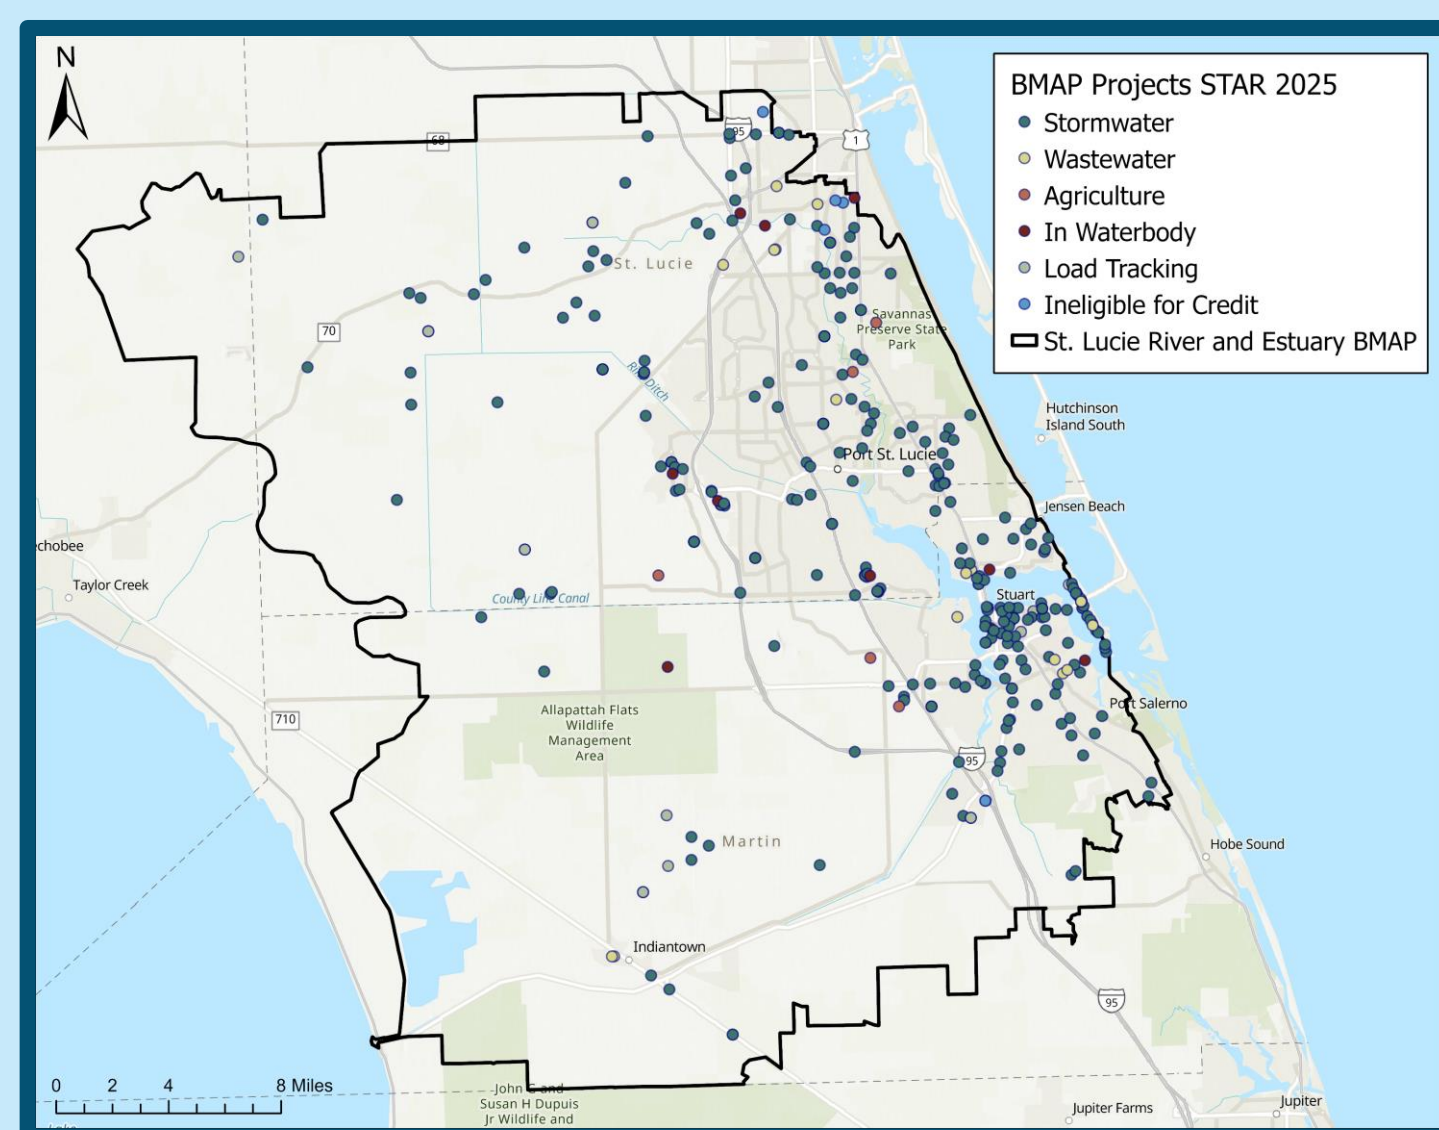 N
BMAP Projects STAR 2025
Stormwater
Wastewater
Agriculture
In Waterbody
Load Tracking
Ineligible for Credit
St. Lucie River and Estuary BMAP
68
95
1
St. Lucie
70
Savannas
Preserve State
Park
Ditch
Hutchinson
Island South
Port St. Lucie
Jensen Beach
echobee
Taylor Creek
County Line Canal
Stuart
710
Allapattah Flats
Wildlife
Management
Area
Port Salerno
95
Martin
Hobe Sound
Indiantown
95
0 2 4 8 Miles
John G and
Susan H Dupuis
Jr Wildlife and
Jupiter Farms
Jupiter